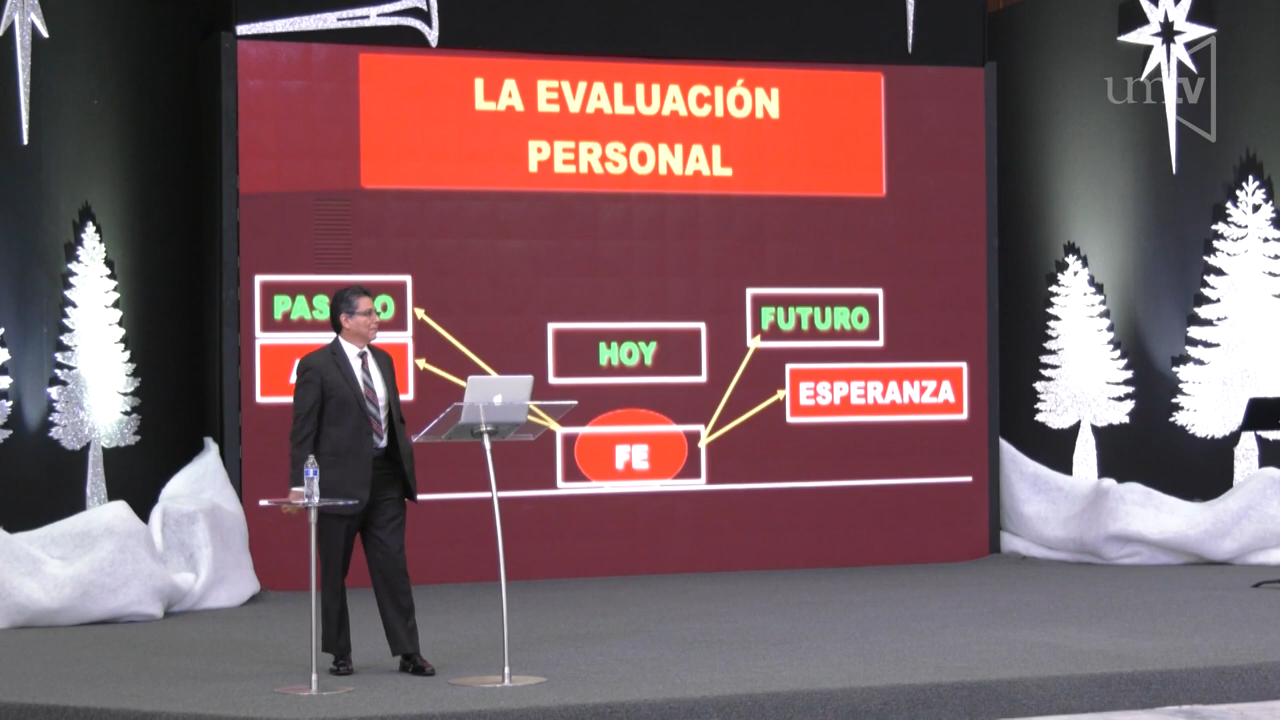 LA EVALUACIÓN
PERSONAL
umtv
FUTURO
HOY
ESPERANZA
FE